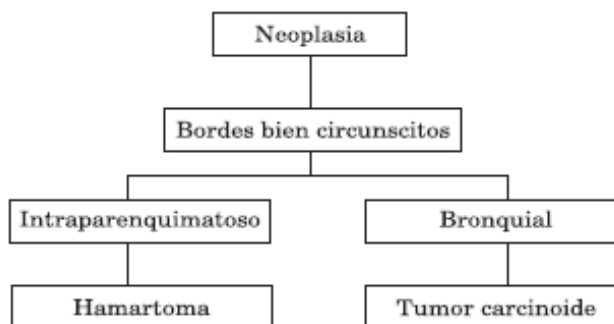 Neoplasia
Bordes bien circunscitos
Intraparenquimatoso
Bronquial
Hamartoma
Tumor carcinoide